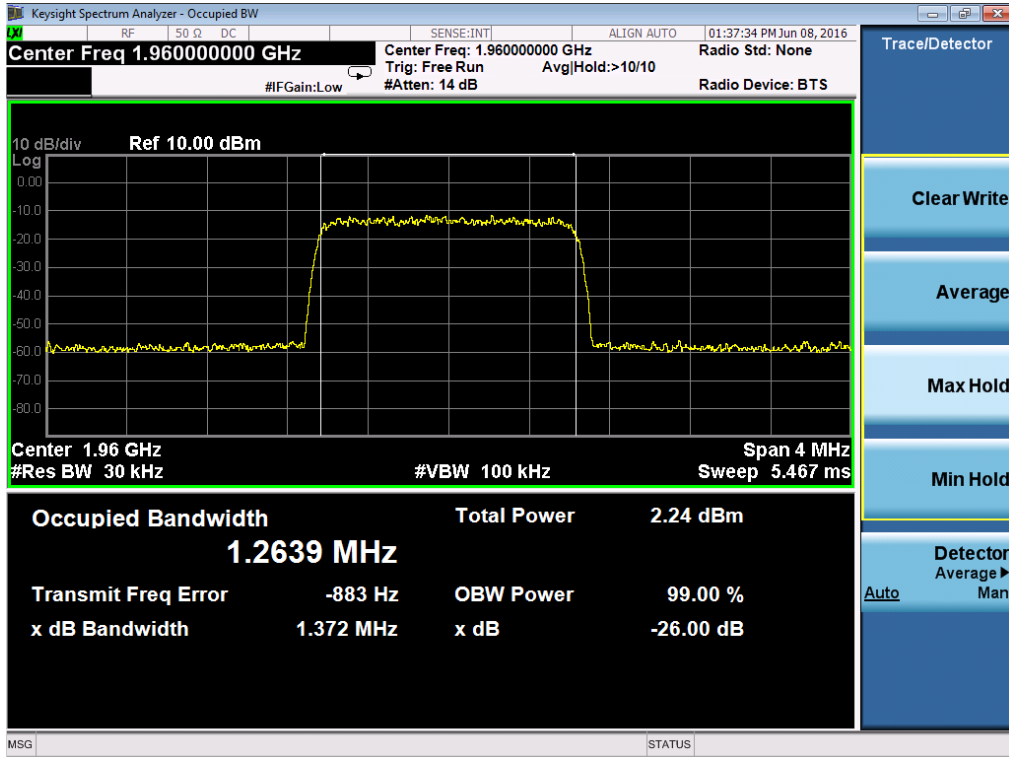 Keysight Spectrum Analyzer - Occupied BW
LXI RF 50 Ω DC SENSE:INT ALIGN AUTO 01:37:34 PM Jun 08, 2016
Center Freq 1.960000000 GHz
Center Freq: 1.960000000 GHz Radio Std: None
Trig: Free Run Avg|Hold:>10/10
#IFGain:Low #Atten: 14 dB Radio Device: BTS
Trace/Detector
10 dB/div Ref 10.00 dBm
Log
0.00
-10.0
-20.0
-30.0
-40.0
-50.0
-60.0
-70.0
-80.0
Center 1.96 GHz Span 4 MHz
#Res BW 30 kHz #VBW 100 kHz Sweep 5.467 ms
Clear Write
Average
Max Hold
Min Hold
Detector
Average▶
Auto Man
Occupied Bandwidth Total Power 2.24 dBm
1.2639 MHz
Transmit Freq Error -883 Hz OBW Power 99.00 %
x dB Bandwidth 1.372 MHz x dB -26.00 dB
MSG STATUS